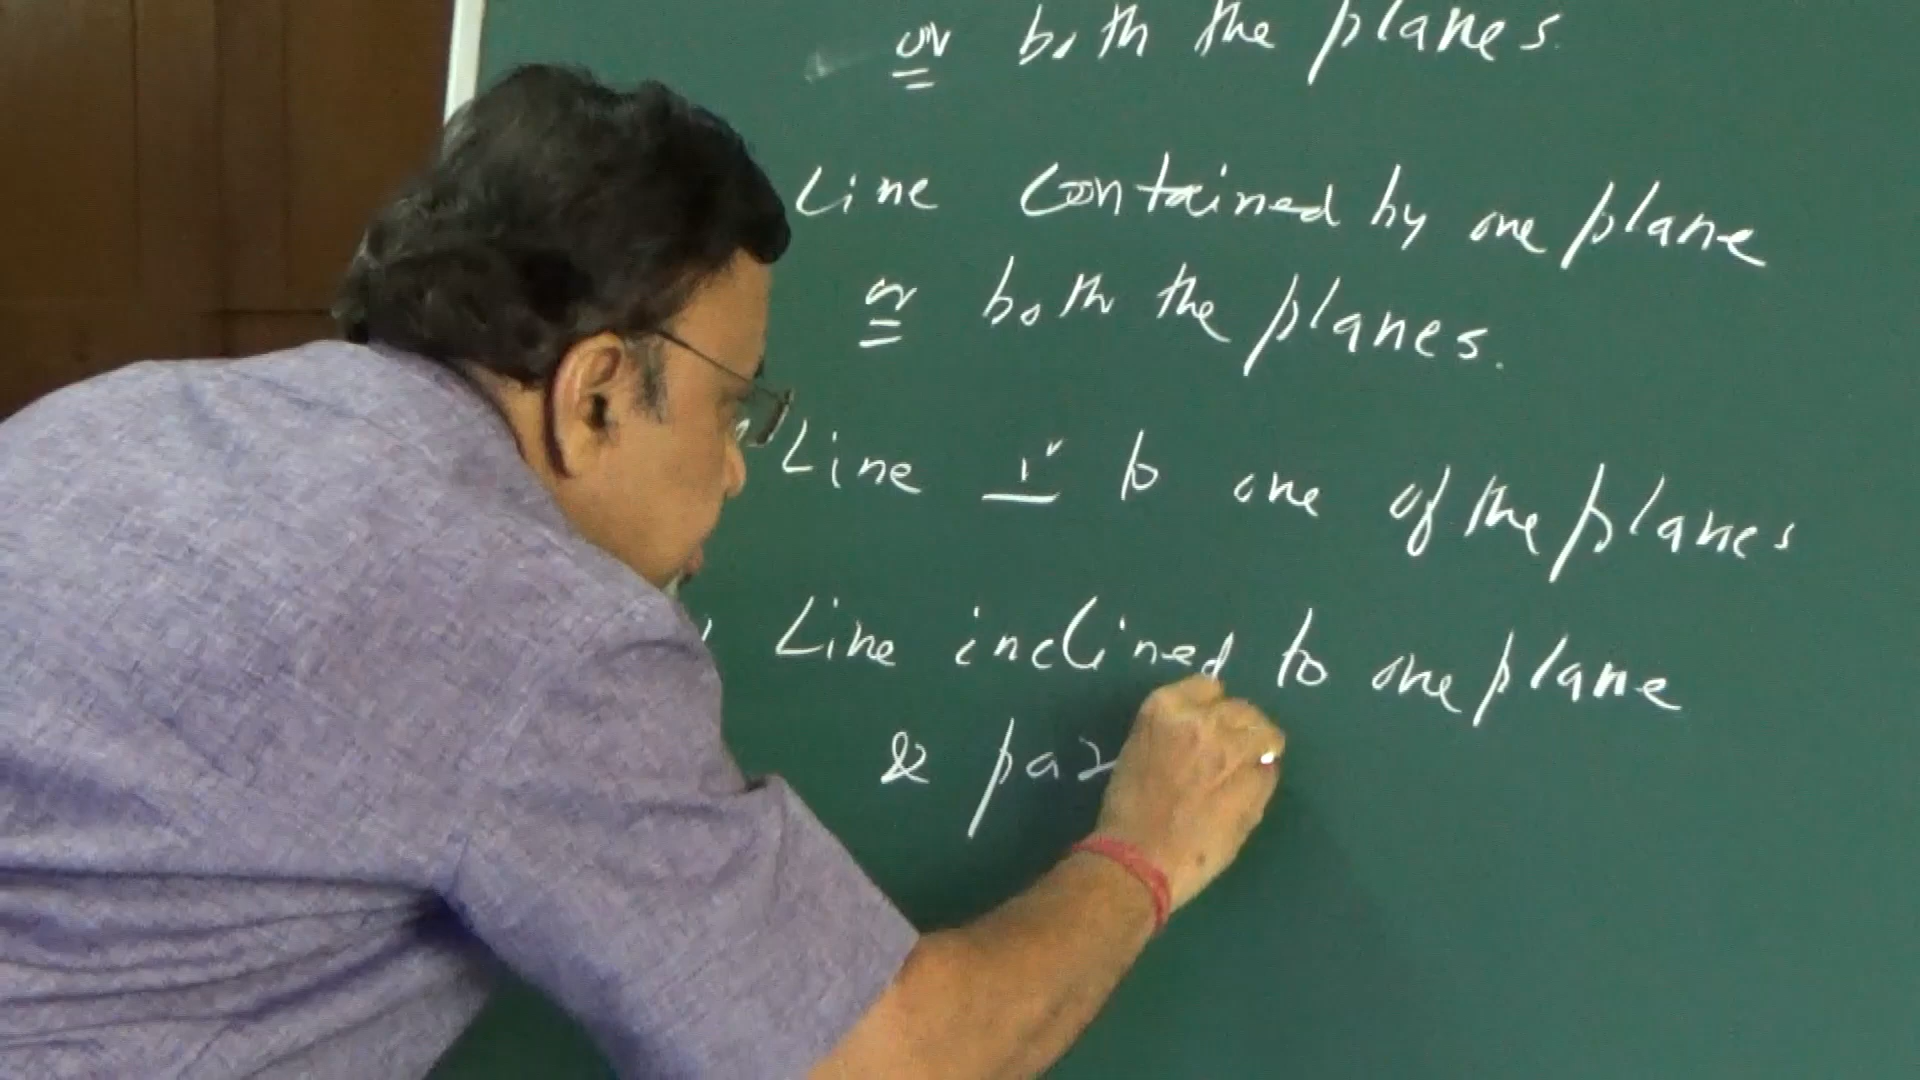 or both the planes.
Line contained by one plane
or both the planes.
Line ⊥r to one of the planes
Line inclined to one plane
& par